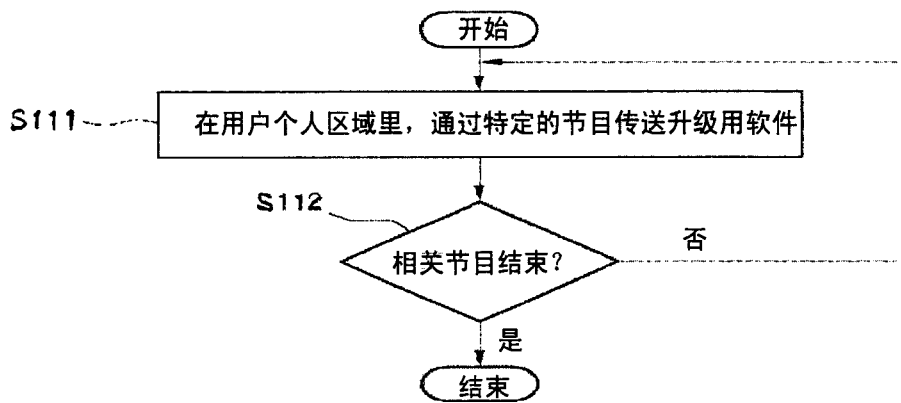 开始
S111
在用户个人区域里，通过特定的节目传送升级用软件
S112
相关节目结束？
否
是
结束